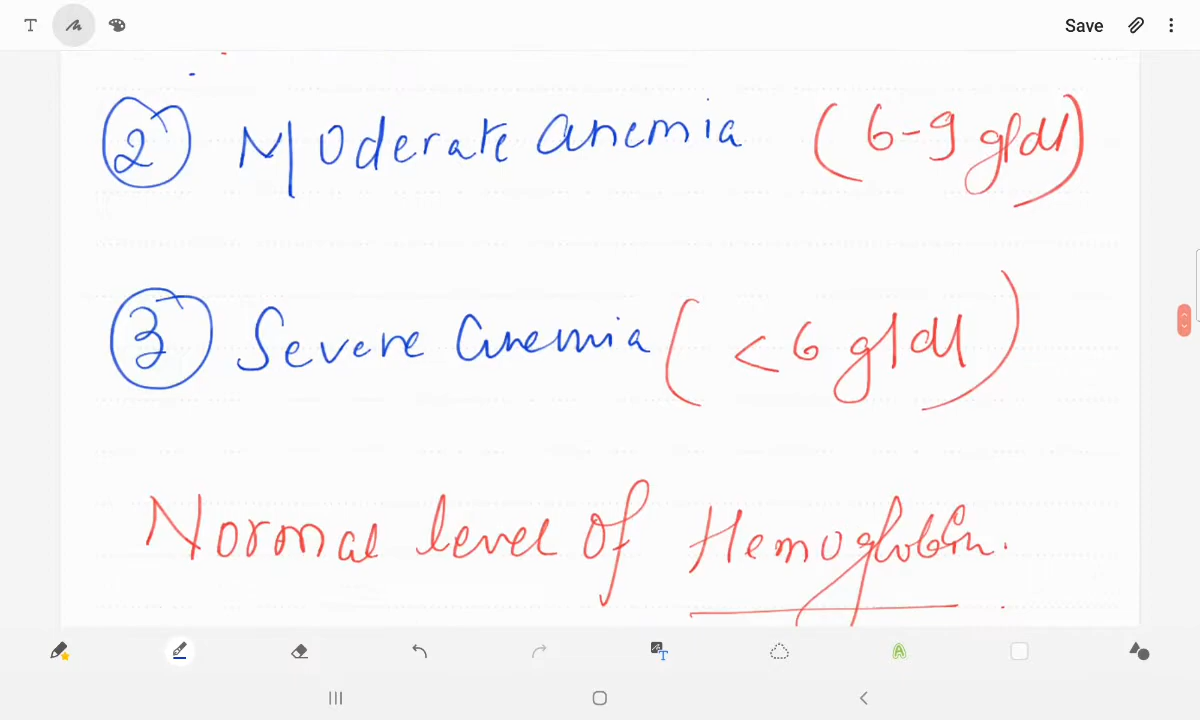 T Save
② Moderate anemia (6-9 g/dl)
③ Severe anemia (<6 g/dl)
Normal level of Hemoglobin.
T A